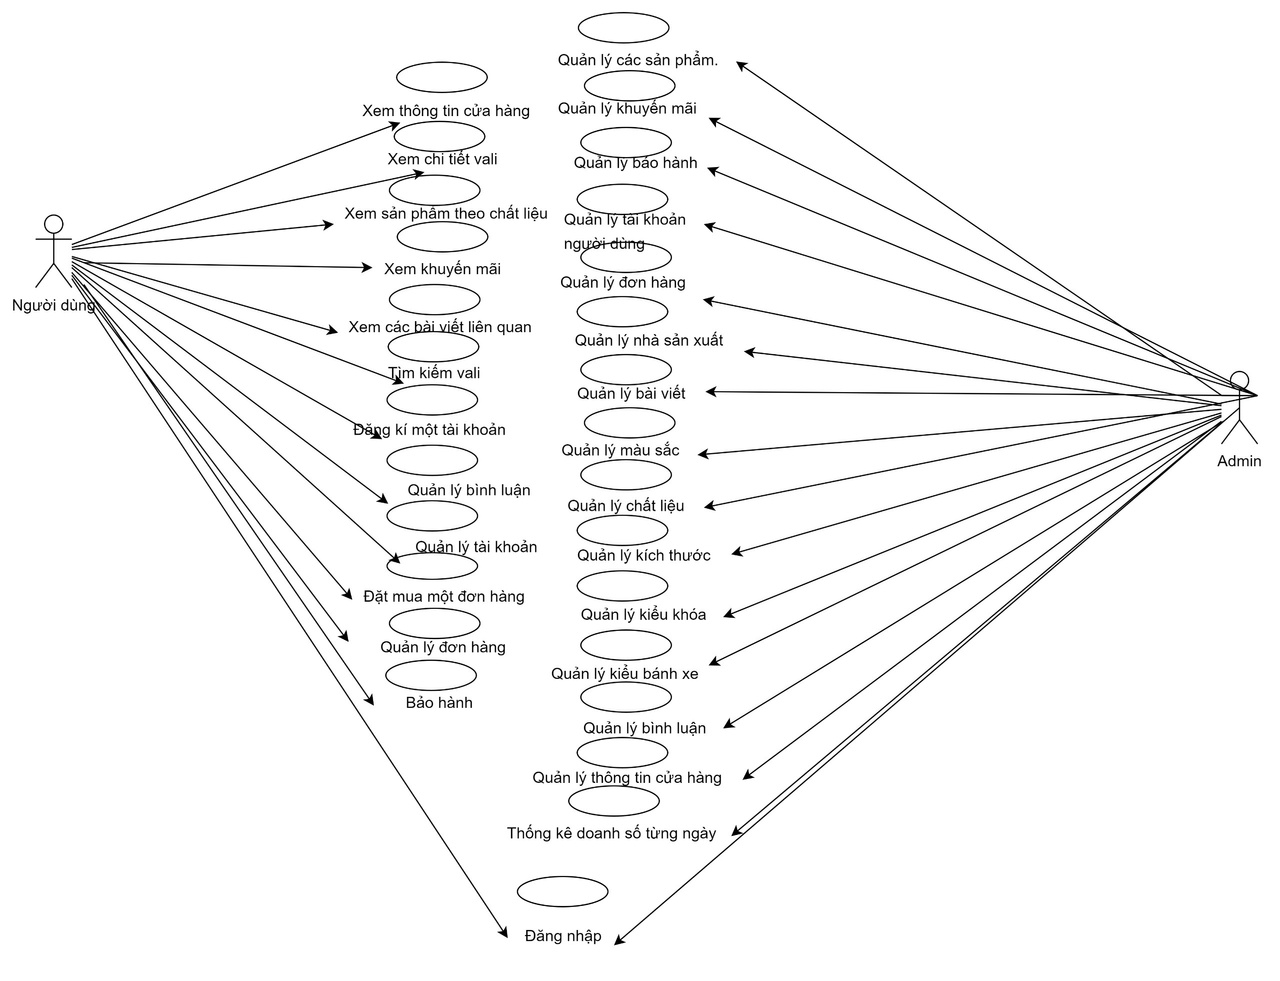 Xem thông tin cửa hàng
Xem chi tiết vali
Xem sản phẩm theo chất liệu
Xem khuyến mãi
Xem các bài viết liên quan
Tìm kiếm vali
Đăng kí một tài khoản
Quản lý bình luận
Quản lý tài khoản
Đặt mua một đơn hàng
Quản lý đơn hàng
Bảo hành
Người dùng
Quản lý các sản phẩm.
Quản lý khuyến mãi
Quản lý bảo hành
Quản lý tài khoản
người dùng
Quản lý đơn hàng
Quản lý nhà sản xuất
Quản lý bài viết
Quản lý màu sắc
Quản lý chất liệu
Quản lý kích thước
Quản lý kiểu khóa
Quản lý kiểu bánh xe
Quản lý bình luận
Quản lý thông tin cửa hàng
Thống kê doanh số từng ngày
Đăng nhập
Admin